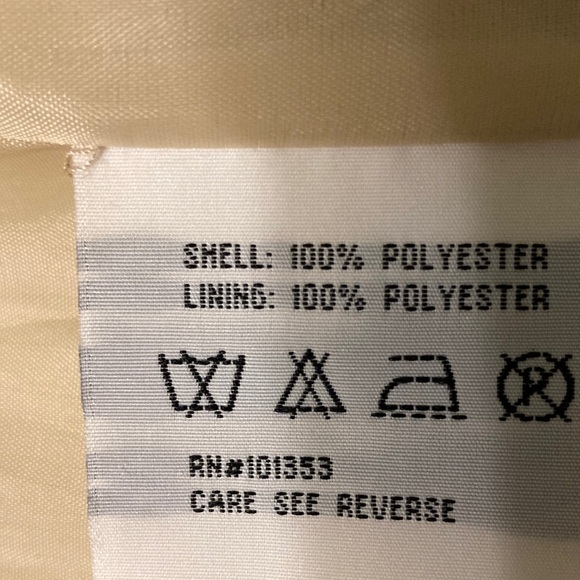 SHELL: 100% POLYESTER
LINING: 100% POLYESTER
P
RN#101353
CARE SEE REVERSE